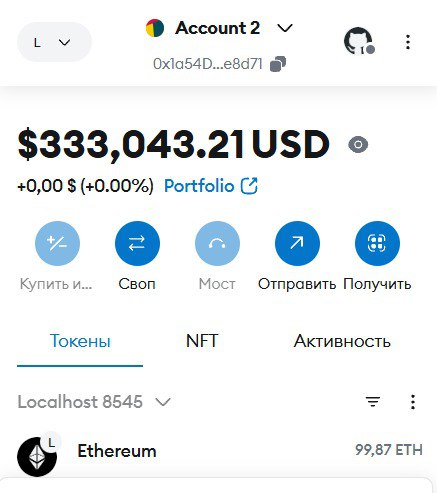 L
Account 2
0x1a54D...e8d71
$333,043.21 USD
+0,00 $ (+0.00%) Portfolio
Купить и...
Своп
Мост
Отправить
Получить
Токены
NFT
Активность
Localhost 8545
L
Ethereum
99,87 ETH